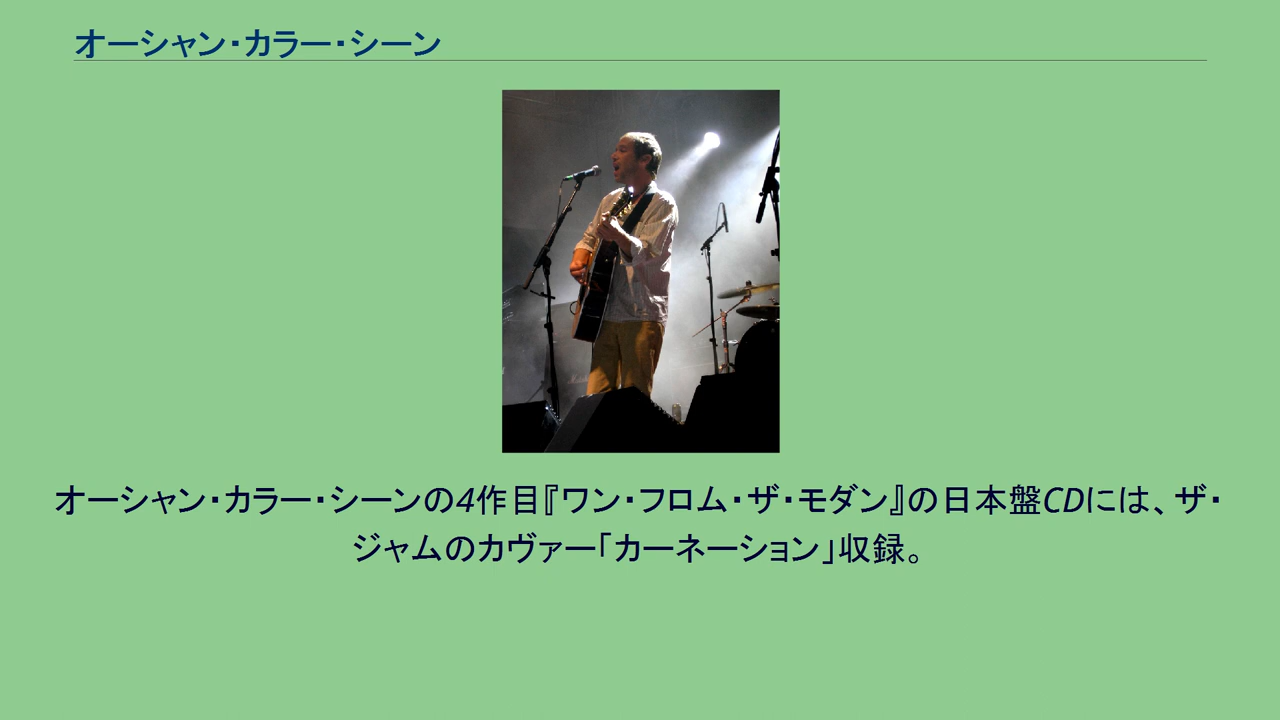 オーシャン・カラー・シーン
オーシャン・カラー・シーンの4作目『ワン・フロム・ザ・モダン』の日本盤CDには、ザ・
ジャムのカヴァー「カーネーション」収録。